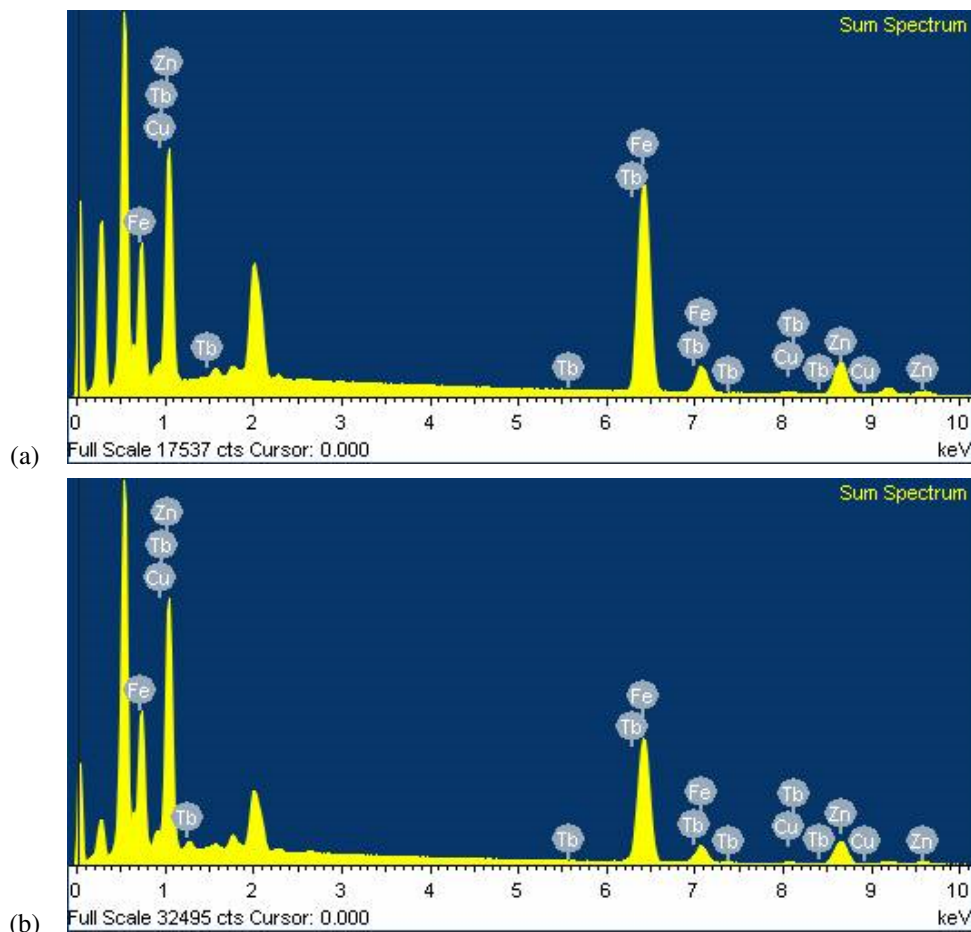 Sum Spectrum
Zn
Tb
Cu
Fe
Fe
Tb
Tb
Tb
Fe
Tb
Tb
Tb
Cu
Zn
Tb
Cu
Zn
0 1 2 3 4 5 6 7 8 9 10
(a) Full Scale 17537 cts Cursor: 0.000 keV
Sum Spectrum
Zn
Tb
Cu
Fe
Tb
Fe
Tb
Tb
Fe
Tb
Tb
Tb
Cu
Zn
Tb
Cu
Zn
0 1 2 3 4 5 6 7 8 9 10
(b) Full Scale 32495 cts Cursor: 0.000 keV